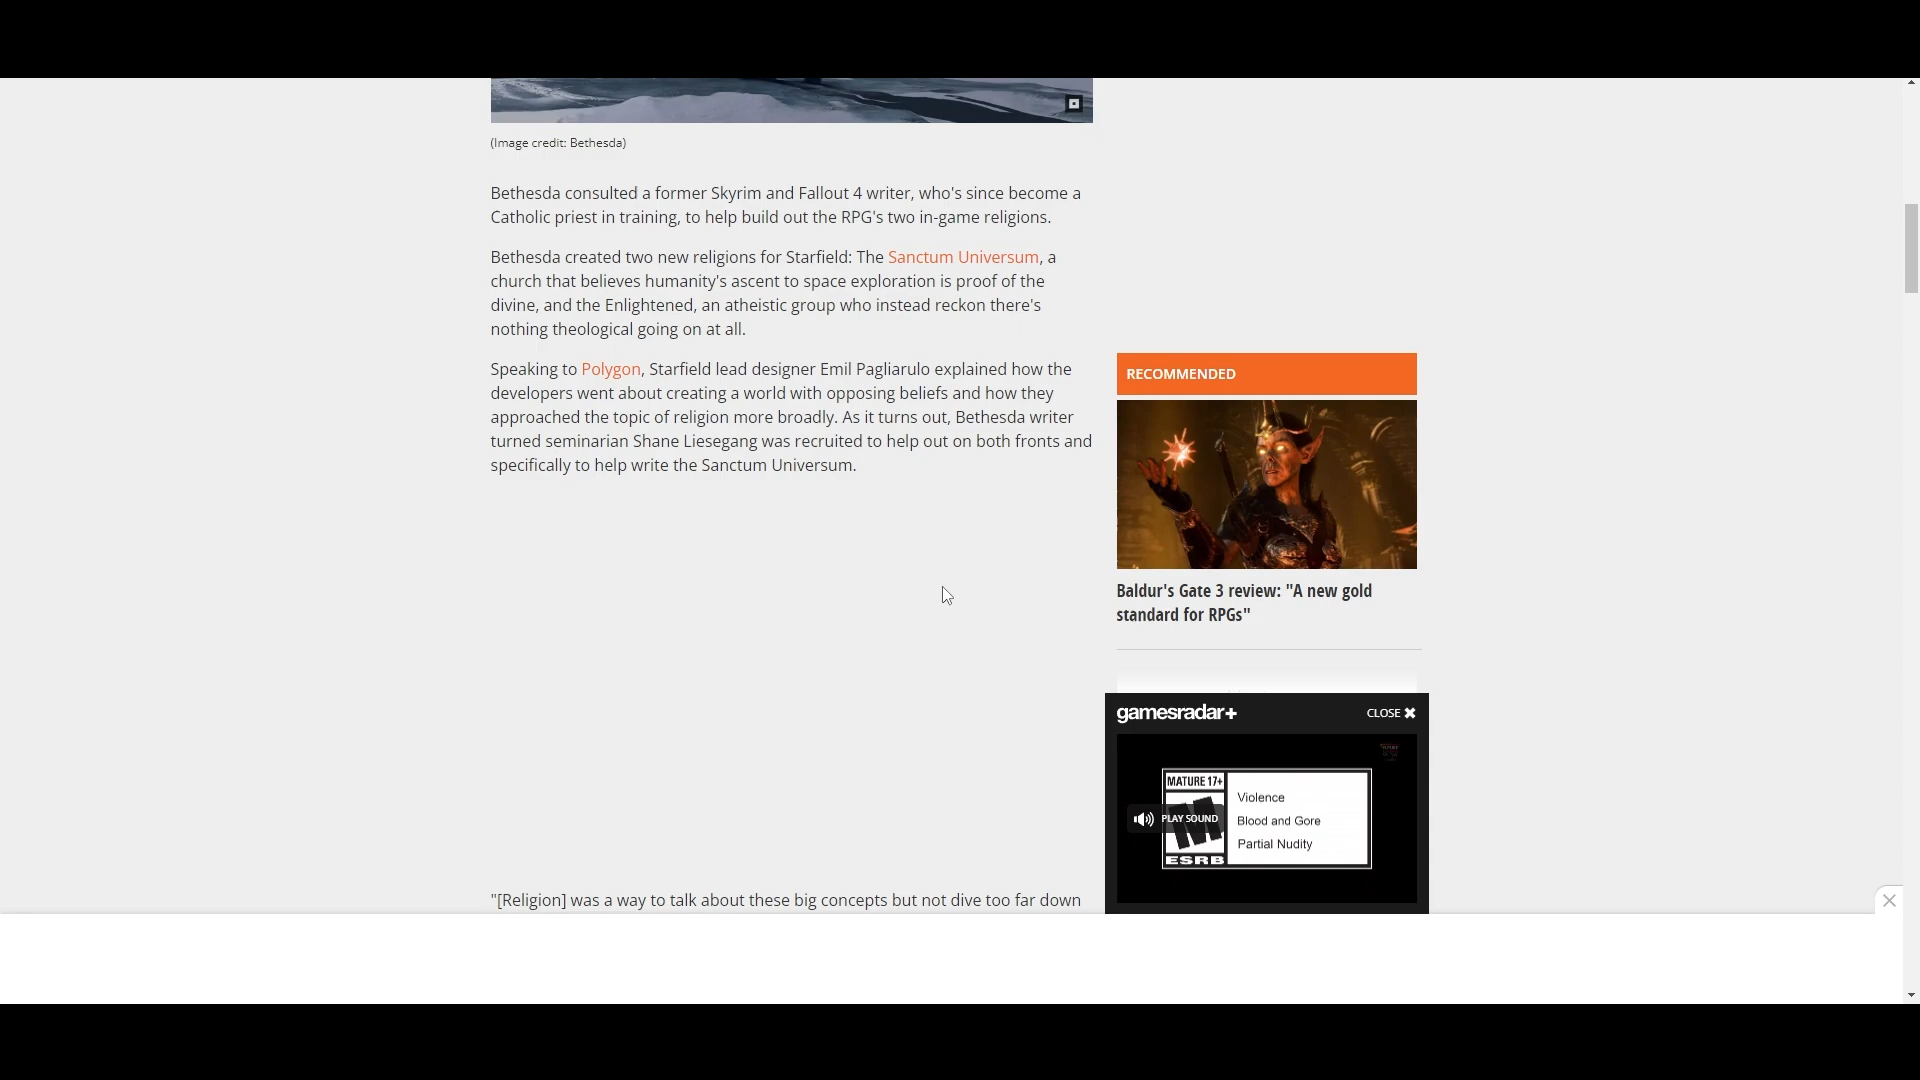 (Image credit: Bethesda)
Bethesda consulted a former Skyrim and Fallout 4 writer, who's since become a
Catholic priest in training, to help build out the RPG's two in-game religions.
Bethesda created two new religions for Starfield: The Sanctum Universum, a
church that believes humanity's ascent to space exploration is proof of the
divine, and the Enlightened, an atheistic group who instead reckon there's
nothing theological going on at all.
Speaking to Polygon, Starfield lead designer Emil Pagliarulo explained how the
developers went about creating a world with opposing beliefs and how they
approached the topic of religion more broadly. As it turns out, Bethesda writer
turned seminarian Shane Liesegang was recruited to help out on both fronts and
specifically to help write the Sanctum Universum.
"[Religion] was a way to talk about these big concepts but not dive too far down
RECOMMENDED
Baldur's Gate 3 review: "A new gold
standard for RPGs"
gamesradar+
CLOSE
MATURE 17+
PLAY SOUND
ESRB
Violence
Blood and Gore
Partial Nudity